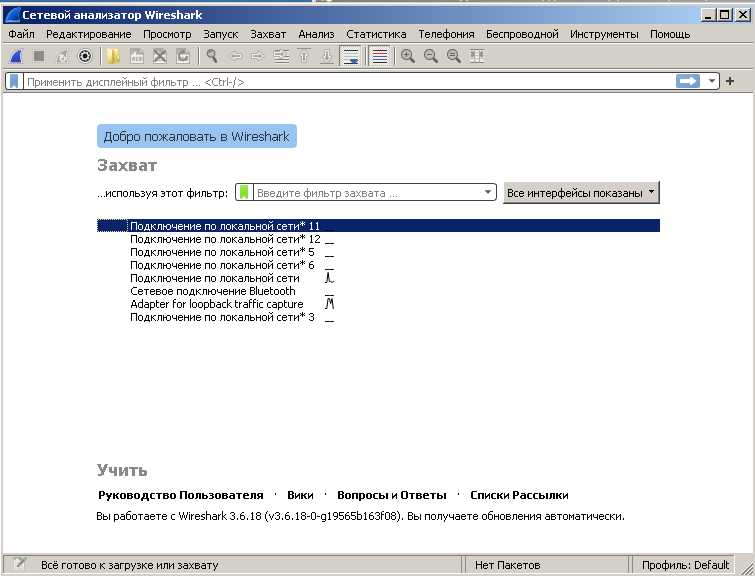 Сетевой анализатор Wireshark
Файл Редактирование Просмотр Запуск Захват Анализ Статистика Телефония Беспроводной Инструменты Помощь
Применить дисплейный фильтр ... <Ctrl-/> +
Добро пожаловать в Wireshark
Захват
...используя этот фильтр: Введите фильтр захвата ... Все интерфейсы показаны
Подключение по локальной сети* 11
Подключение по локальной сети* 12
Подключение по локальной сети* 5
Подключение по локальной сети* 6
Подключение по локальной сети
Сетевое подключение Bluetooth
Adapter for loopback traffic capture
Подключение по локальной сети* 3
Учить
Руководство Пользователя · Вики · Вопросы и Ответы · Списки Рассылки
Вы работаете с Wireshark 3.6.18 (v3.6.18-0-g19565b163f08). Вы получаете обновления автоматически.
Всё готово к загрузке или захвату Нет Пакетов Профиль: Default